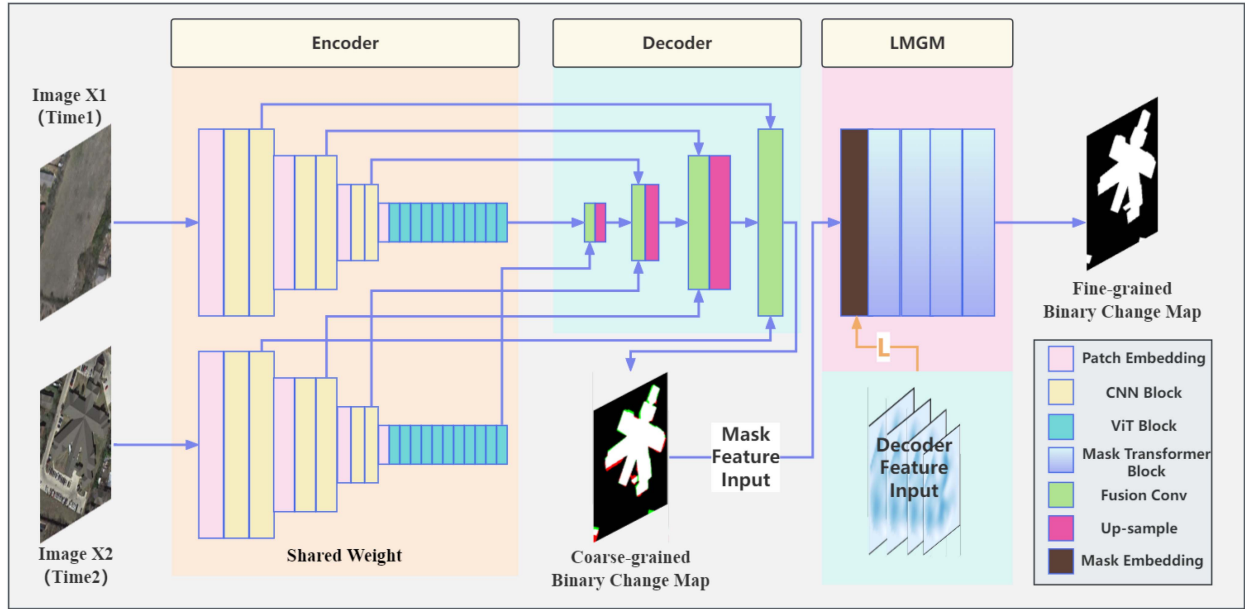 Encoder
Decoder
LMGM
Image X1
(Time1)
Image X2
(Time2)
Shared Weight
Coarse-grained
Binary Change Map
Mask
Feature
Input
L
Decoder
Feature
Input
Fine-grained
Binary Change Map
Patch Embedding
CNN Block
ViT Block
Mask Transformer
Block
Fusion Conv
Up-sample
Mask Embedding